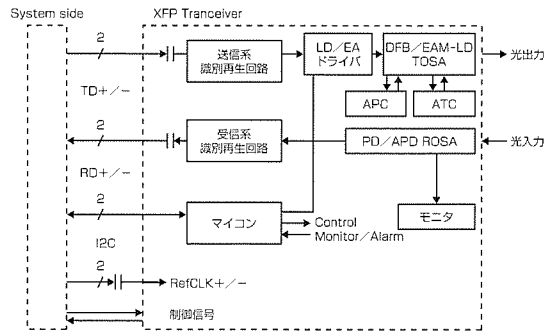 System side
XFP Tranceiver
2
TD+/−
送信系
識別再生回路
LD/EA
ドライバ
DFB/EAM-LD
TOSA
光出力
APC
ATC
2
RD+/−
受信系
識別再生回路
PD/APD ROSA
光入力
2
I2C
マイコン
Control
Monitor/Alarm
モニタ
2
RefCLK+/−
制御信号